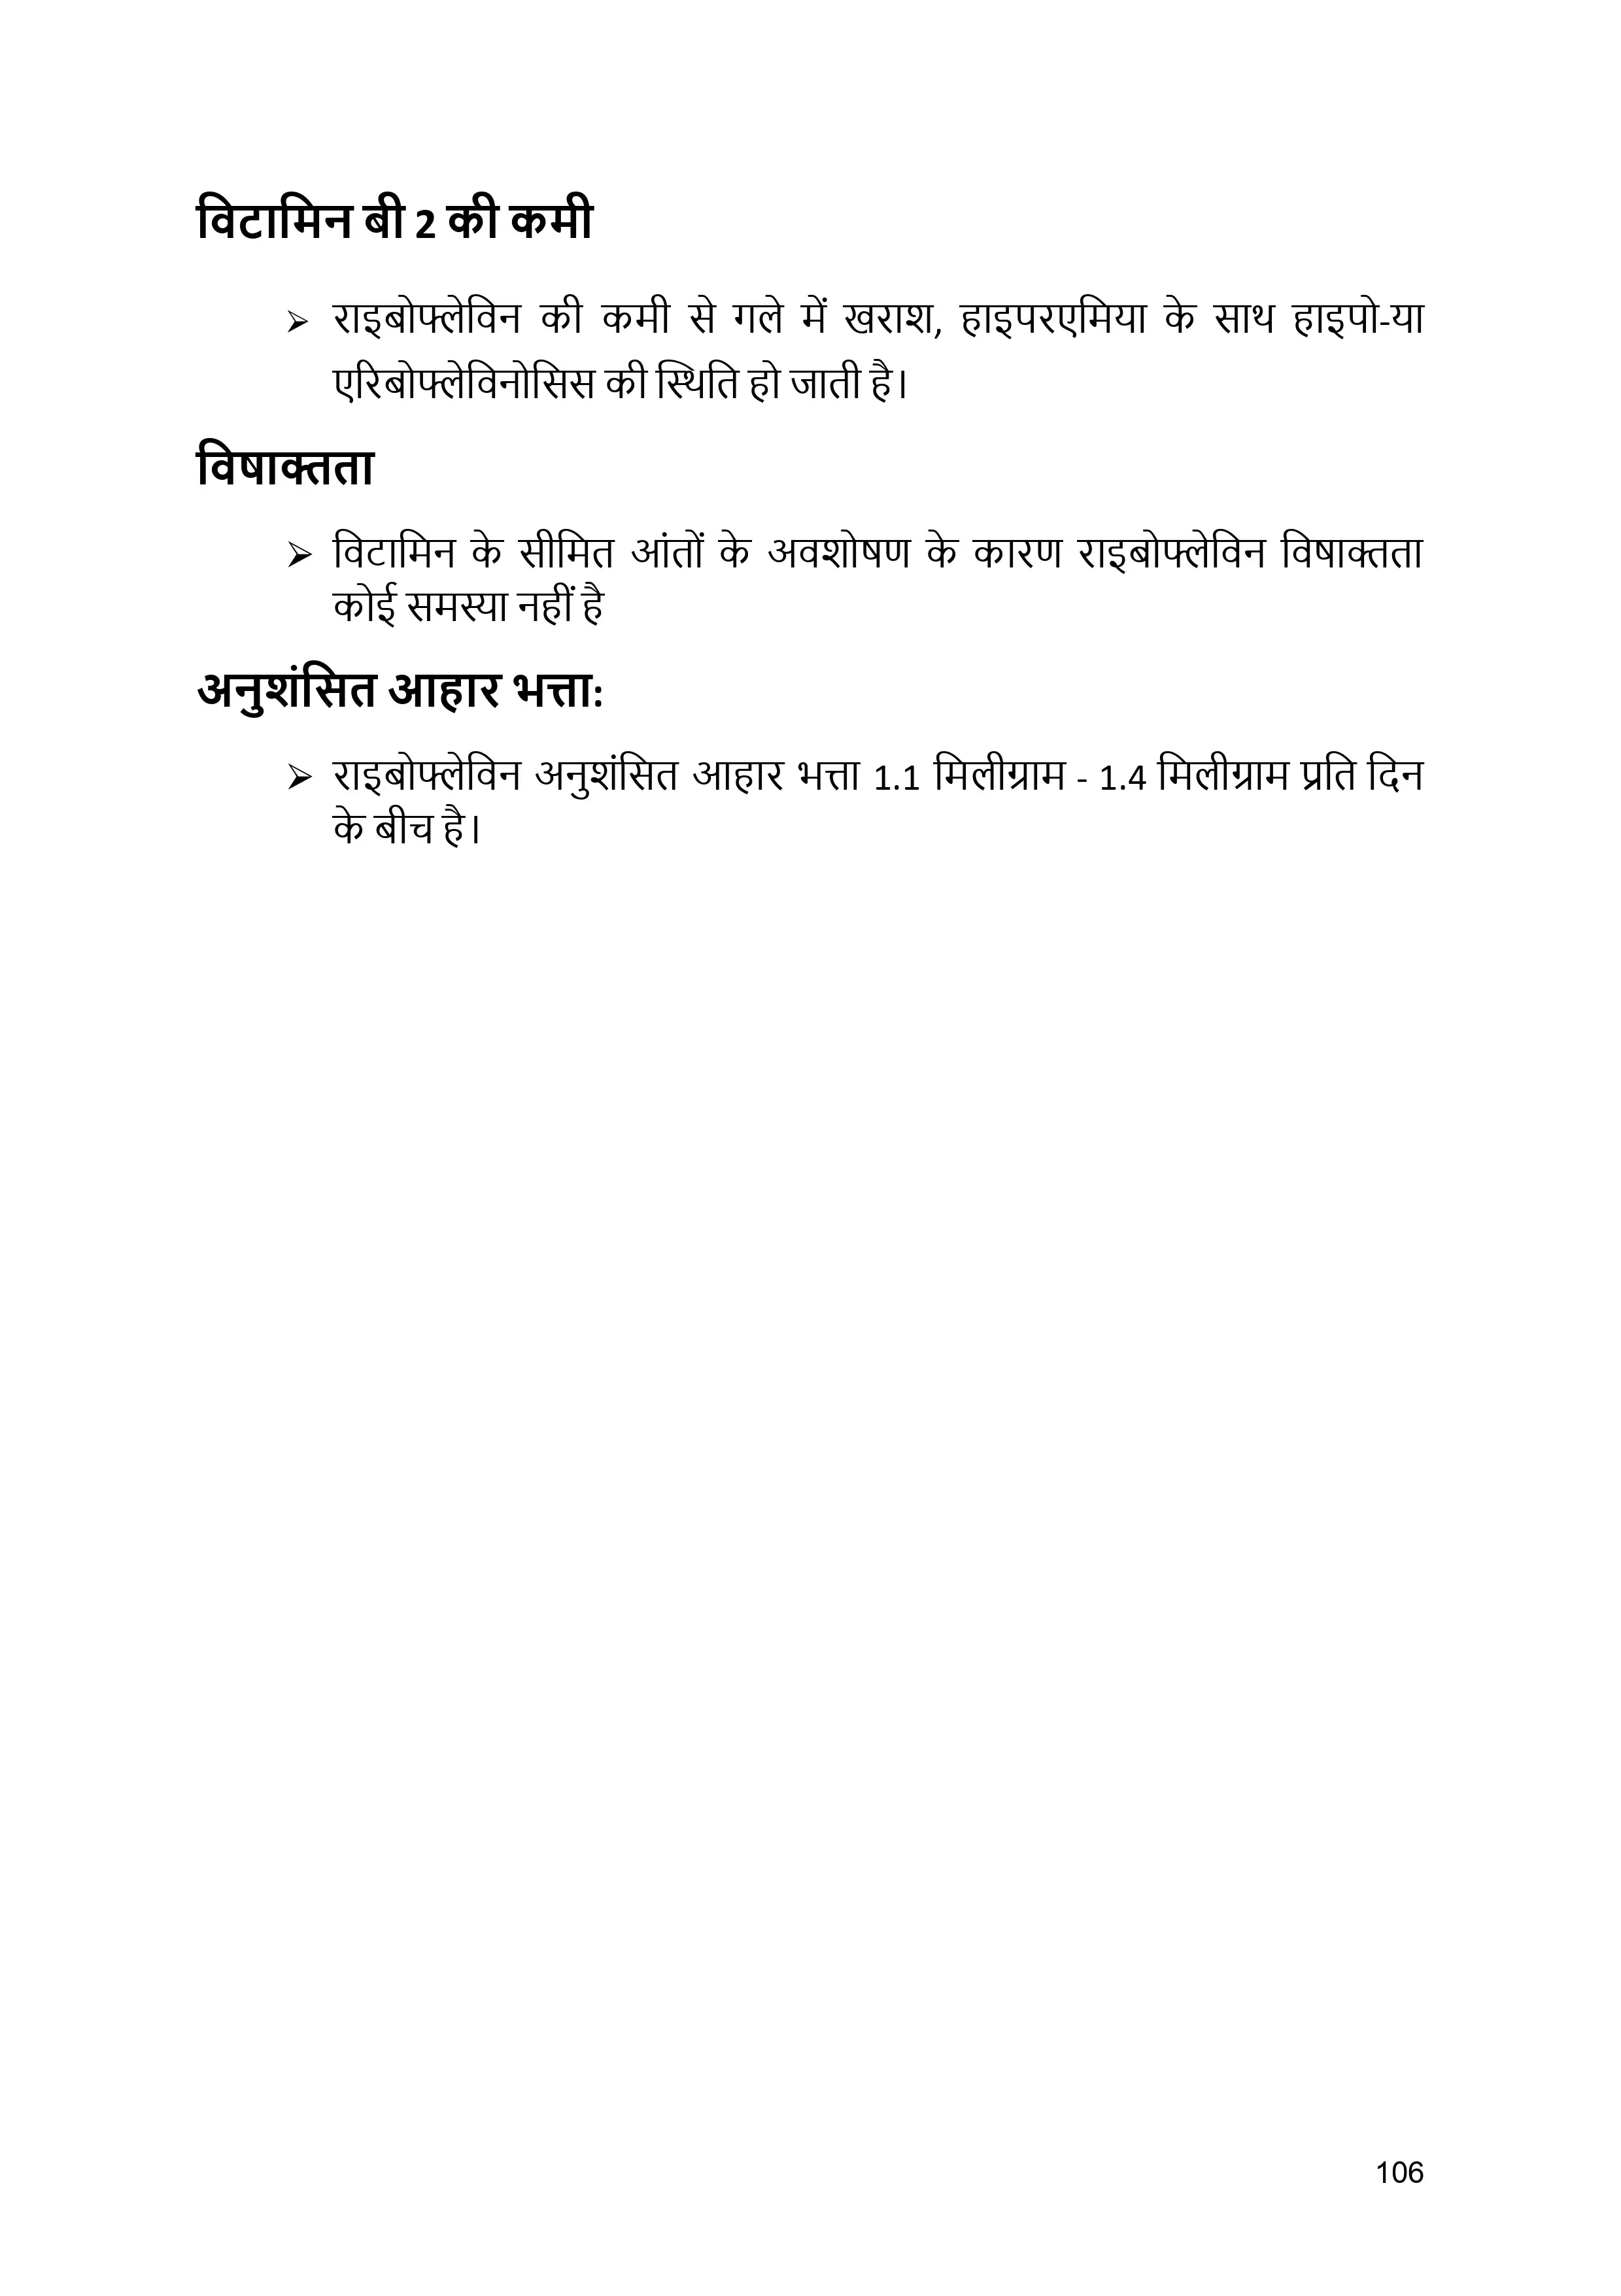 विटामिन बी 2 की कमी
➢ राइबोफ्लेविन की कमी से गले में खराश, हाइपरएमिया के साथ हाइपो-या
एरिबोफ्लेविनोसिस की स्थिति हो जाती है।
विषाक्तता
➢ विटामिन के सीमित आंतों के अवशोषण के कारण राइबोफ्लेविन विषाक्तता
कोई समस्या नहीं है
अनुशंसित आहार भत्ता:
➢ राइबोफ्लेविन अनुशंसित आहार भत्ता 1.1 मिलीग्राम - 1.4 मिलीग्राम प्रति दिन
के बीच है।
106